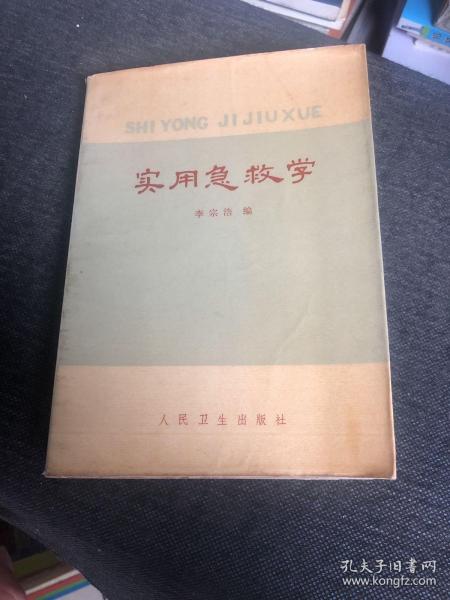 SHI YONG JI JIU XUE
实用急救学
李宗浩 编
人民卫生出版社
孔夫子旧书网
www.kongfz.com